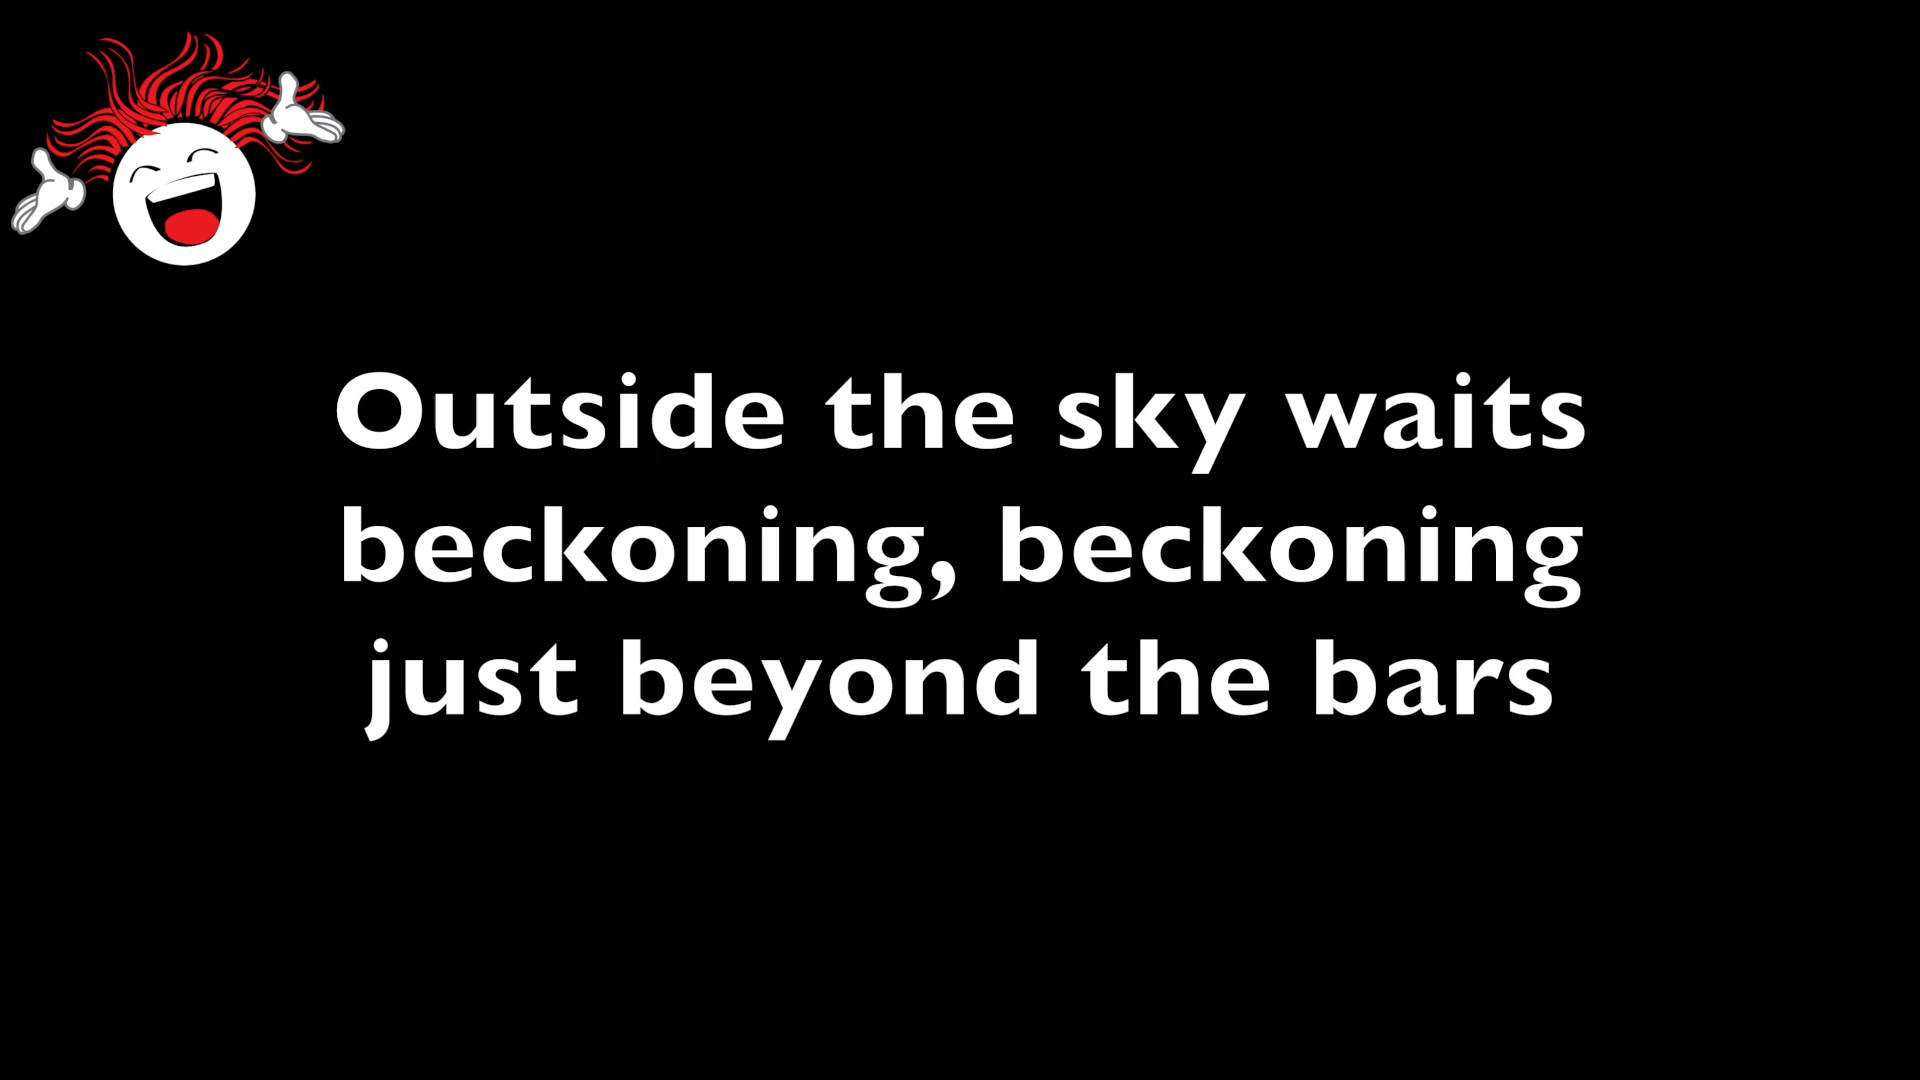 Outside the sky waits
beckoning, beckoning
just beyond the bars